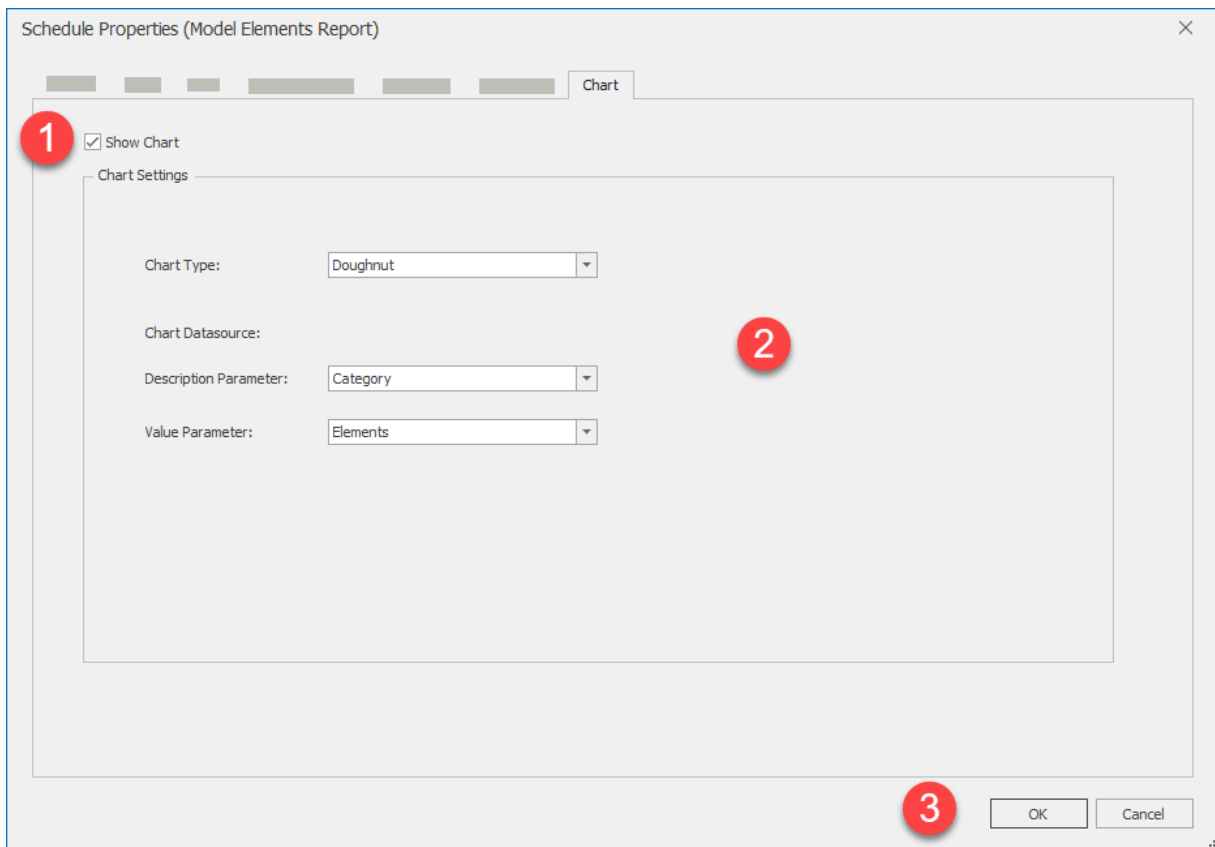 Schedule Properties (Model Elements Report)
Chart
1
Show Chart
Chart Settings
Chart Type: Doughnut
2
Chart Datasource:
Description Parameter: Category
Value Parameter: Elements
3
OK Cancel